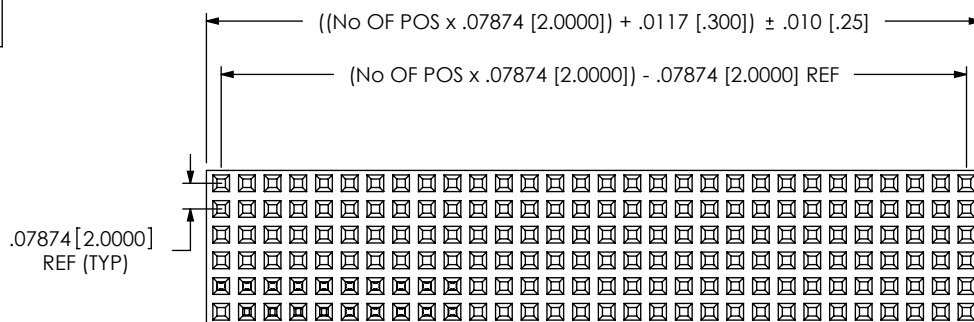 ((No OF POS x .07874 [2.0000]) + .0117 [.300]) ± .010 [.25]
(No OF POS x .07874 [2.0000]) - .07874 [2.0000] REF
.07874 [2.0000]
REF (TYP)